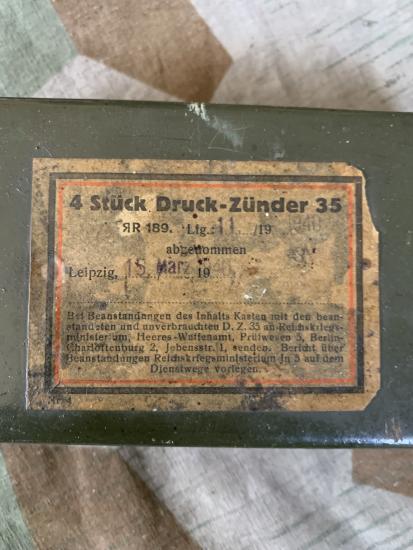 4 Stück Druck-Zünder 35
ЯR 189. Lfg.: 11 /19 1940
abgenommen
Leipzig, 15. März 1940
Bei Beanstandungen des Inhalts Kasten mit den bean-
standeten und unverbrauchten D. Z. 35 an Reichskriegs-
ministerium, Heeres-Waffenamt, Prüfwesen 5, Berlin-
Charlottenburg 2, Jebensstr. 1, senden. Bericht über
Beanstandungen Reichskriegsministerium In 5 auf dem
Dienstwege vorlegen.